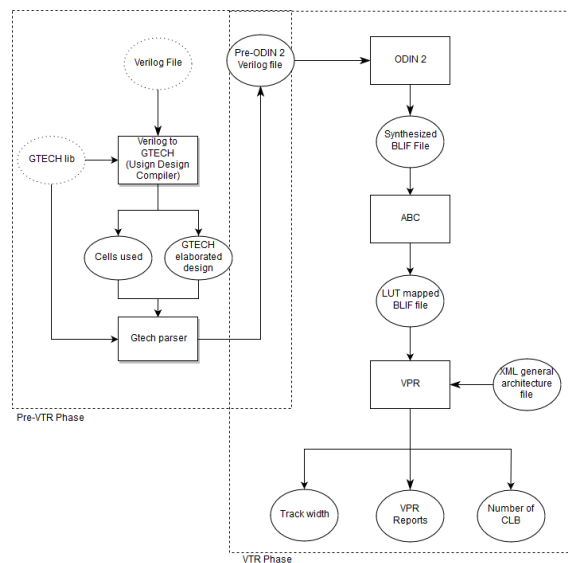 Verilog File
Pre-ODIN 2
Verilog file
ODIN 2
GTECH lib
Verilog to
GTECH
(Usign Design
Compiler)
Synthesized
BLIF File
ABC
Cells used
GTECH
elaborated
design
LUT mapped
BLIF file
Gtech parser
VPR
XML general
architecture
file
Pre-VTR Phase
Track width
VPR
Reports
Number of
CLB
VTR Phase